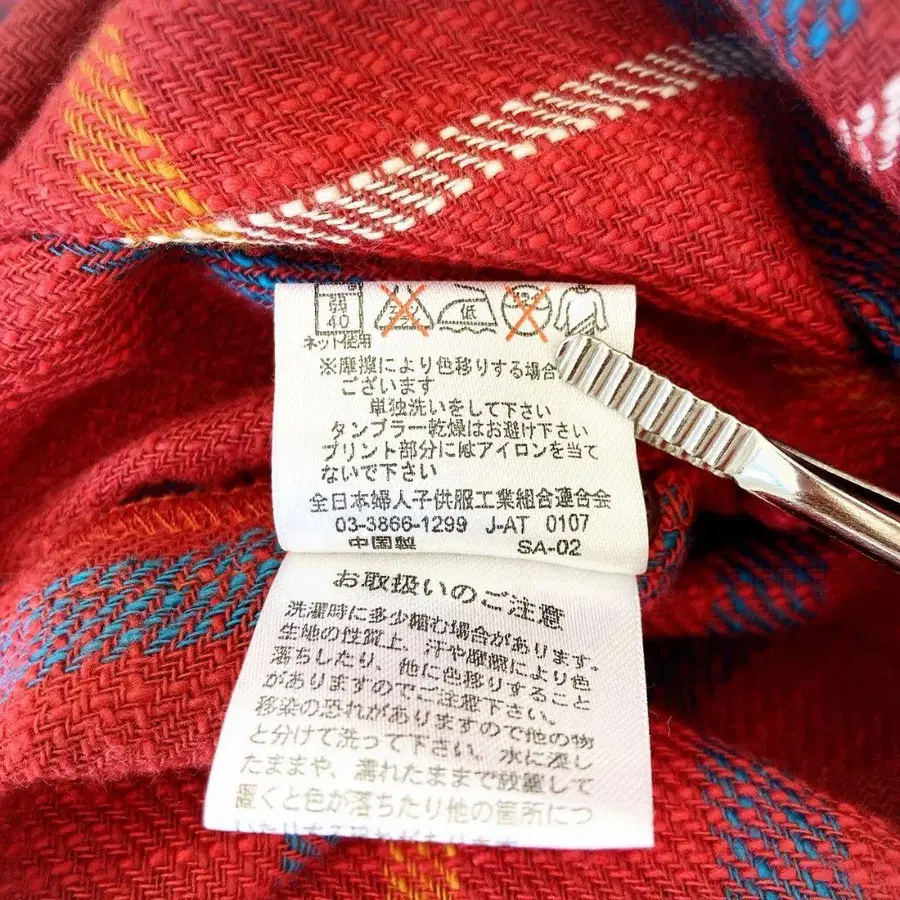 40
低
ネット使用
※摩擦により色移りする場合
ございます
単独洗いをして下さい
タンブラー乾燥はお避け下さい
プリント部分にはアイロンを当て
ないで下さい
全日本婦人子供服工業組合連合会
03-3866-1299 J-AT 0107
中国製 SA-02
お取扱いのご注意
洗濯時に多少縮む場合があります。
生地の性質上、汗や摩擦により色
落ちしたり、他に色移りすること
がありますのでご注意下さい。
移染の恐れがありますので他の物
と分けて洗って下さい。水に浸し
たままや、濡れたままで放置して
置くと色が落ちたり他の箇所につ